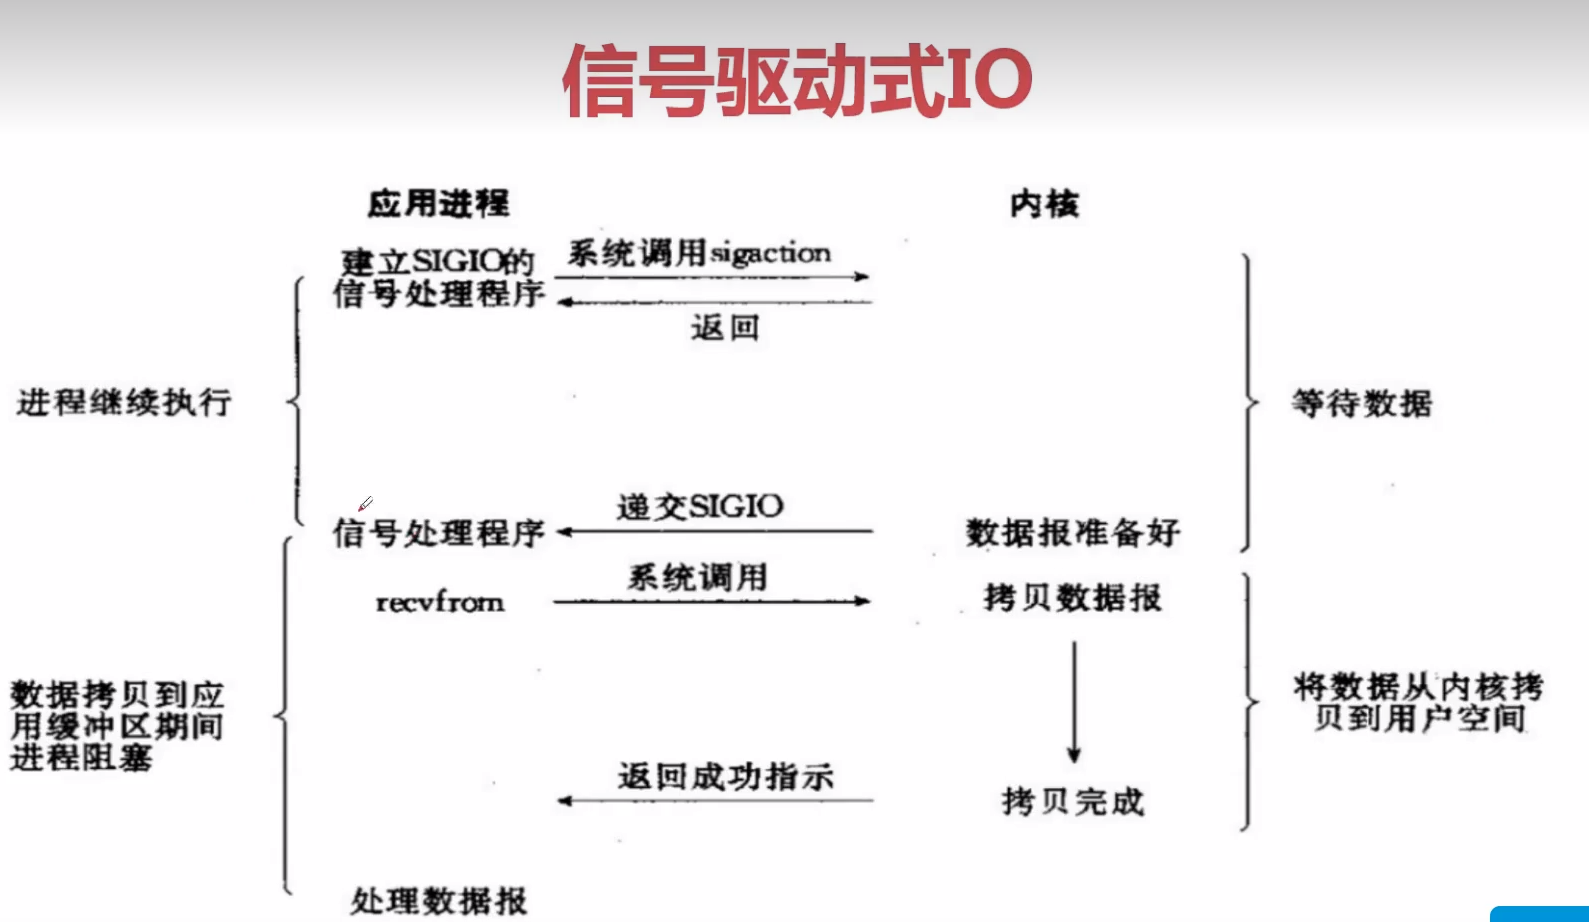 信号驱动式IO
应用进程
内核
建立SIGIO的
信号处理程序
系统调用sigaction
返回
进程继续执行
等待数据
递交SIGIO
信号处理程序
数据报准备好
系统调用
recvfrom
拷贝数据报
数据拷贝到应
用缓冲区期间
进程阻塞
将数据从内核拷
贝到用户空间
返回成功指示
拷贝完成
处理数据报